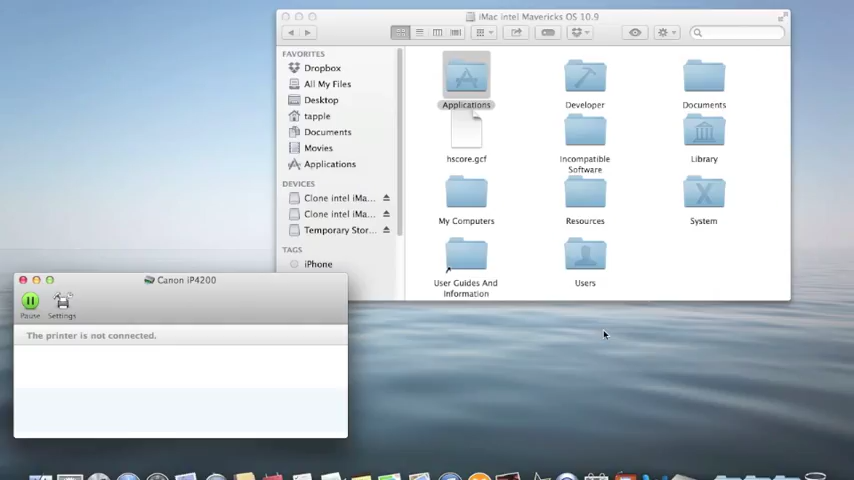 iMac intel Mavericks OS 10.9
FAVORITES
Dropbox
All My Files
Desktop
tapple
Documents
Movies
Applications
DEVICES
Clone intel iMa...
Clone intel iMa...
Temporary Stor...
TAGS
iPhone
Applications
Developer
Documents
hscore.gcf
Incompatible
Software
Library
My Computers
Resources
System
User Guides And
Information
Users
Canon iP4200
Pause
Settings
The printer is not connected.